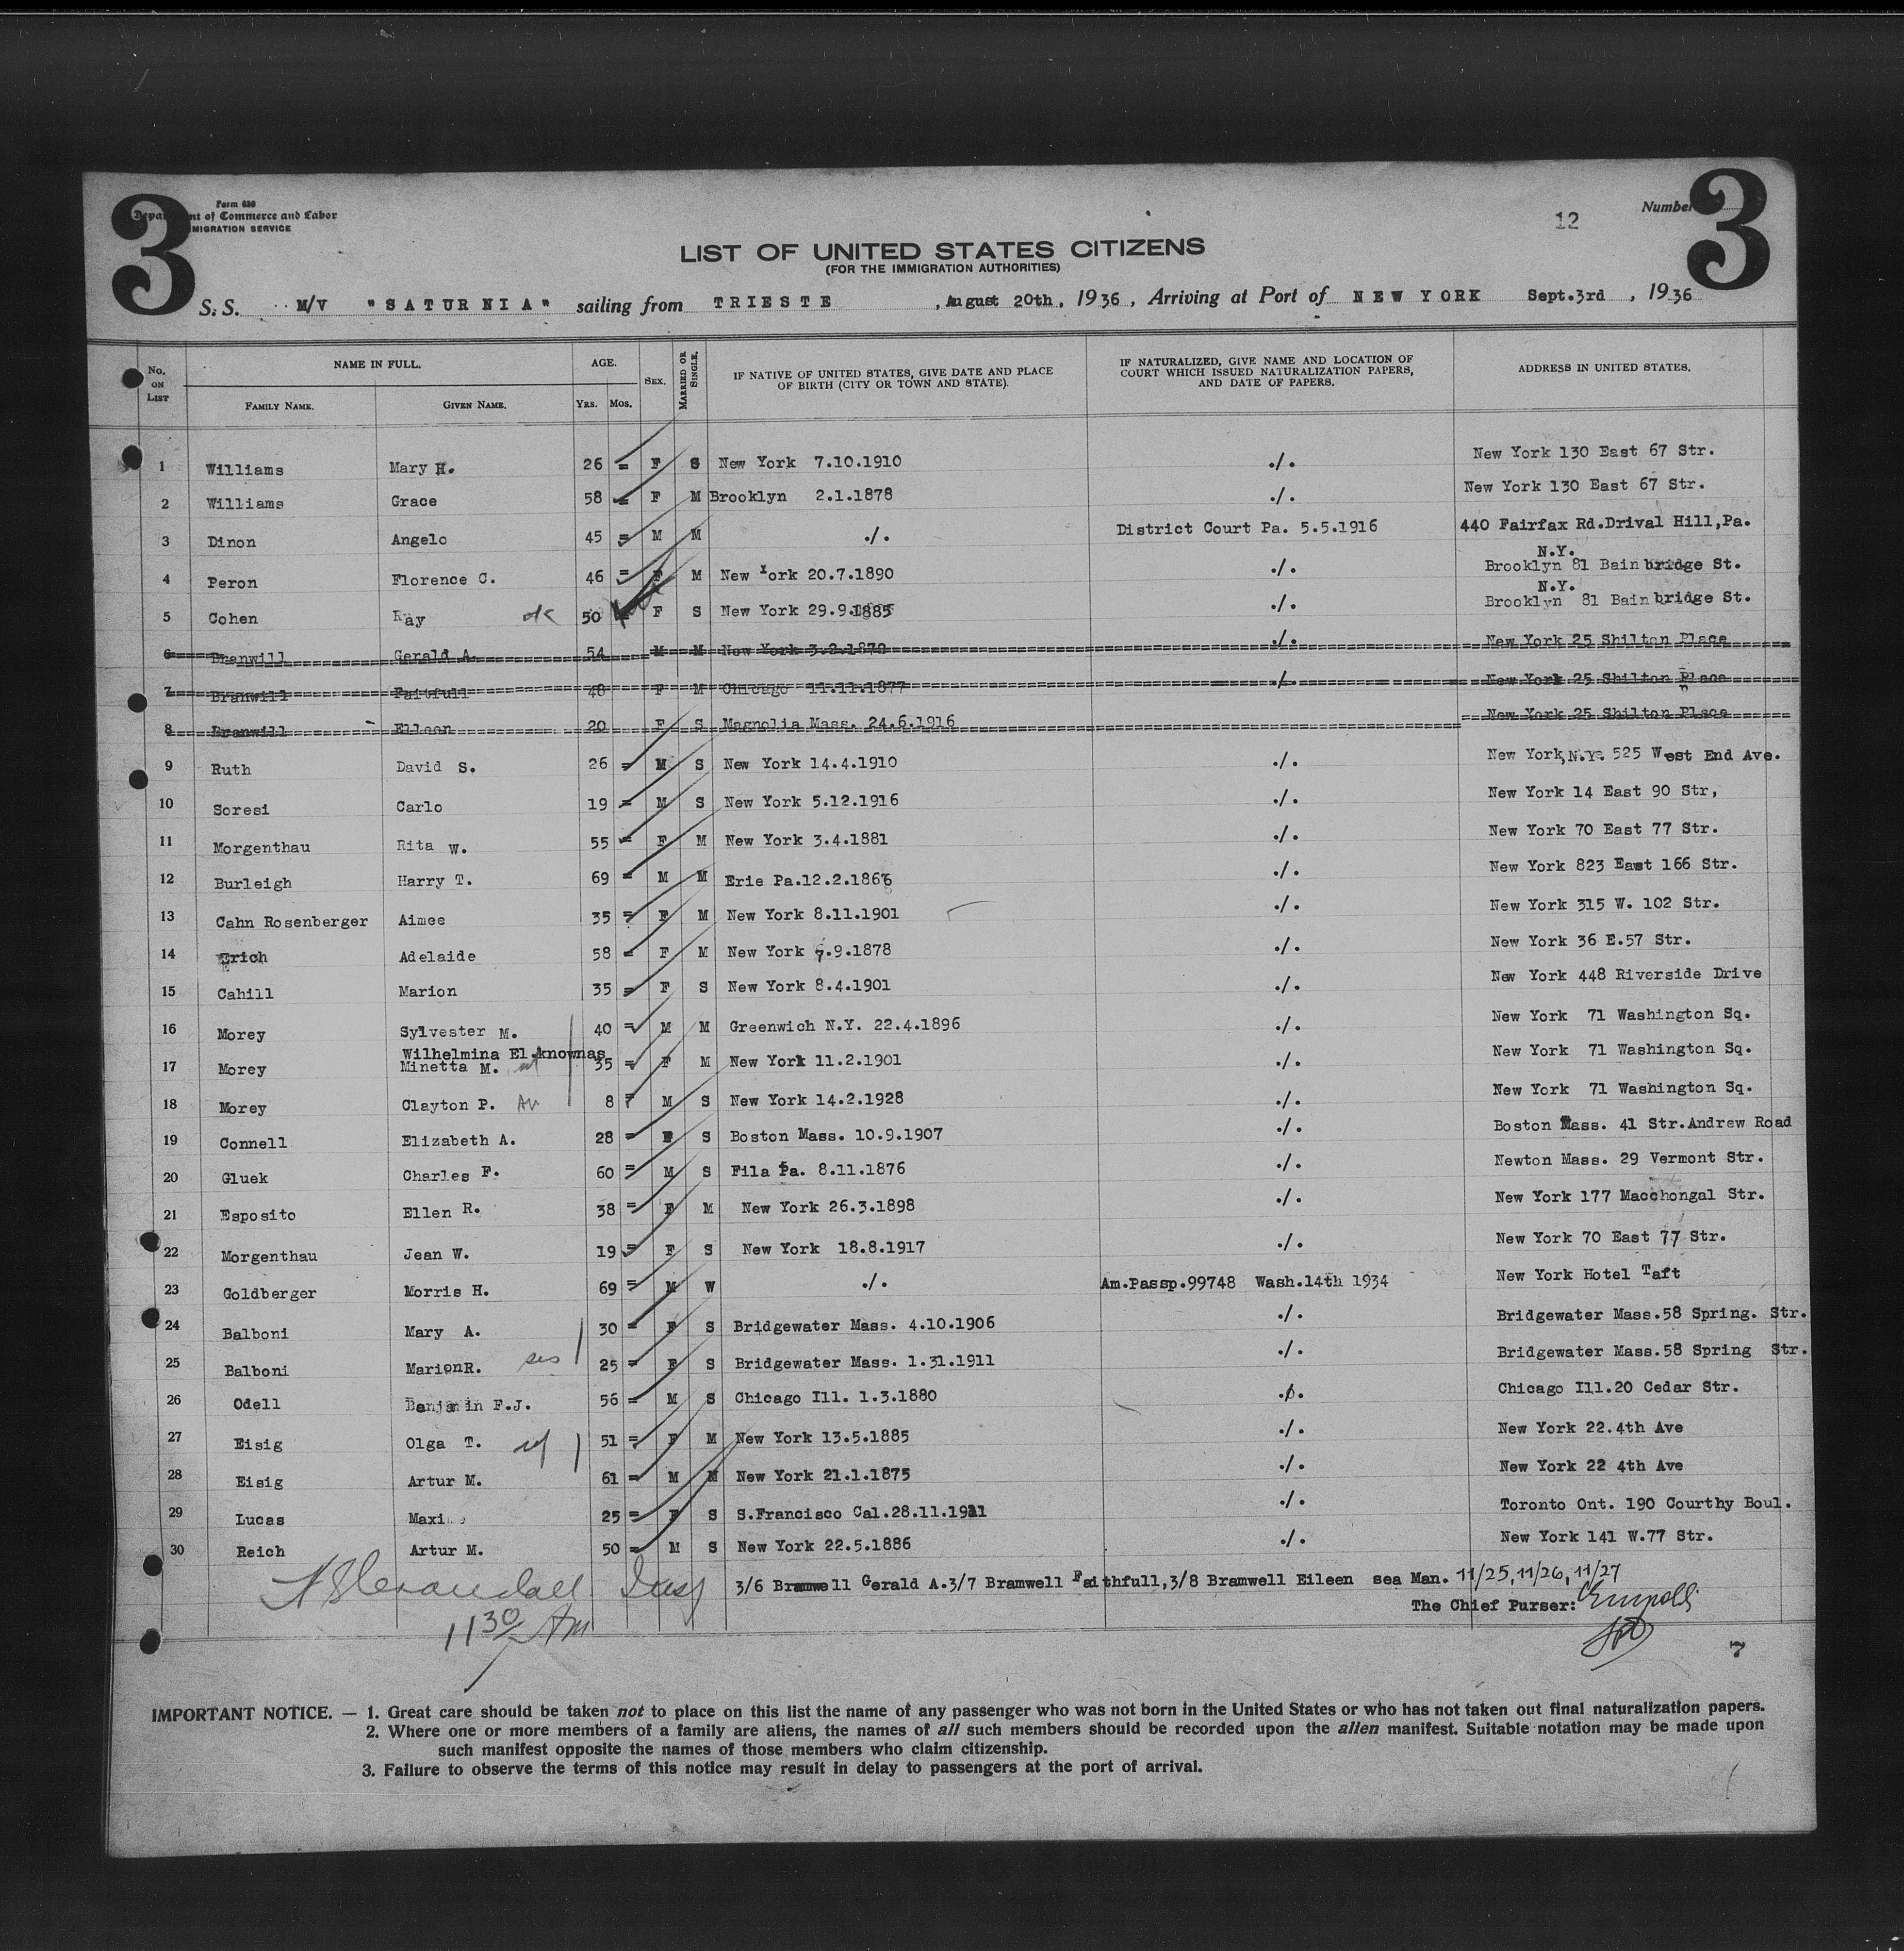 3
3
Form 630
Department of Commerce and Labor
IMMIGRATION SERVICE
12
Number
LIST OF UNITED STATES CITIZENS
(FOR THE IMMIGRATION AUTHORITIES)
S. S. M/V "SATURNIA" sailing from TRIESTE , August 20th, 1936, Arriving at Port of NEW YORK Sept.3rd , 1936
No. ON LIST NAME IN FULL. FAMILY NAME. GIVEN NAME. AGE. YRS. MOS. SEX. MARRIED OR SINGLE. IF NATIVE OF UNITED STATES, GIVE DATE AND PLACE OF BIRTH (CITY OR TOWN AND STATE). IF NATURALIZED, GIVE NAME AND LOCATION OF COURT WHICH ISSUED NATURALIZATION PAPERS, AND DATE OF PAPERS. ADDRESS IN UNITED STATES.
1 Williams Mary H. 26 = F S New York 7.10.1910 ./. New York 130 East 67 Str.
2 Williams Grace 58 = F M Brooklyn 2.1.1878 ./. New York 130 East 67 Str.
3 Dinon Angelo 45 = M M ./. District Court Pa. 5.5.1916 440 Fairfax Rd.Drival Hill,Pa.
4 Peron Florence C. 46 = F M New York 20.7.1890 ./. N.Y. Brooklyn 81 Bainbridge St.
5 Cohen Kay ok 50 F S New York 29.9.1885 ./. N.Y. Brooklyn 81 Bainbridge St.
6 Branwill Gerald A. 54 M M New York 3.2.1870 ./. New York 25 Shilton Place
7 Branwill Faitfull 48 F M Chicago 11.11.1877 ./. New York 25 Shilton Place
8 Branwill Elleen 20 F S Magnolia Mass. 24.6.1916 New York 25 Shilton Place
9 Ruth David S. 26 = M S New York 14.4.1910 ./. New York,N.Y. 525 West End Ave.
10 Soresi Carlo 19 = M S New York 5.12.1916 ./. New York 14 East 90 Str,
11 Morgenthau Rita W. 55 = F M New York 3.4.1881 ./. New York 70 East 77 Str.
12 Burleigh Harry T. 69 = M M Erie Pa.12.2.1866 ./. New York 823 East 166 Str.
13 Cahn Rosenberger Aimee 35 = F M New York 8.11.1901 ./. New York 315 W. 102 Str.
14 Erich Adelaide 58 = F M New York 9.9.1878 ./. New York 36 E.57 Str.
15 Cahill Marion 35 = F S New York 8.4.1901 ./. New York 448 Riverside Drive
16 Morey Sylvester M. 40 = M M Greenwich N.Y. 22.4.1896 ./. New York 71 Washington Sq.
Wilhelmina El.knownas
17 Morey Minetta M. 35 = F M New York 11.2.1901 ./. New York 71 Washington Sq.
18 Morey Clayton P. 8 = M S New York 14.2.1928 ./. New York 71 Washington Sq.
19 Connell Elizabeth A. 28 = F S Boston Mass. 10.9.1907 ./. Boston Mass. 41 Str.Andrew Road
20 Gluek Charles F. 60 = M S Fila Pa. 8.11.1876 ./. Newton Mass. 29 Vermont Str.
21 Esposito Ellen R. 38 = F M New York 26.3.1898 ./. New York 177 Macchongal Str.
22 Morgenthau Jean W. 19 = F S New York 18.8.1917 ./. New York 70 East 77 Str.
23 Goldberger Morris H. 69 = M W ./. Am.Passp.99748 Wash.14th 1934 New York Hotel Taft
24 Balboni Mary A. 30 = F S Bridgewater Mass. 4.10.1906 ./. Bridgewater Mass.58 Spring. Str.
25 Balboni MarionR. sis 25 = F S Bridgewater Mass. 1.31.1911 ./. Bridgewater Mass.58 Spring Str.
26 Odell Banjamin F.J. 56 = M S Chicago Ill. 1.3.1880 ./. Chicago Ill.20 Cedar Str.
27 Eisig Olga T. wf 51 = F M New York 13.5.1885 ./. New York 22.4th Ave
28 Eisig Artur M. 61 = M M New York 21.1.1875 ./. New York 22 4th Ave
29 Lucas Maxine 25 = F S S.Francisco Cal.28.11.1911 ./. Toronto Ont. 190 Courthy Boul.
30 Reich Artur M. 50 = M S New York 22.5.1886 ./. New York 141 W.77 Str.
3/6 Bramwell Gerald A.3/7 Bramwell Faithfull,3/8 Bramwell Eileen sea Man. 11/25, 11/26, 11/27
Insp
The Chief Purser:
11 30 Am
7
IMPORTANT NOTICE. — 1. Great care should be taken not to place on this list the name of any passenger who was not born in the United States or who has not taken out final naturalization papers.
2. Where one or more members of a family are aliens, the names of all such members should be recorded upon the alien manifest. Suitable notation may be made upon
such manifest opposite the names of those members who claim citizenship.
3. Failure to observe the terms of this notice may result in delay to passengers at the port of arrival.